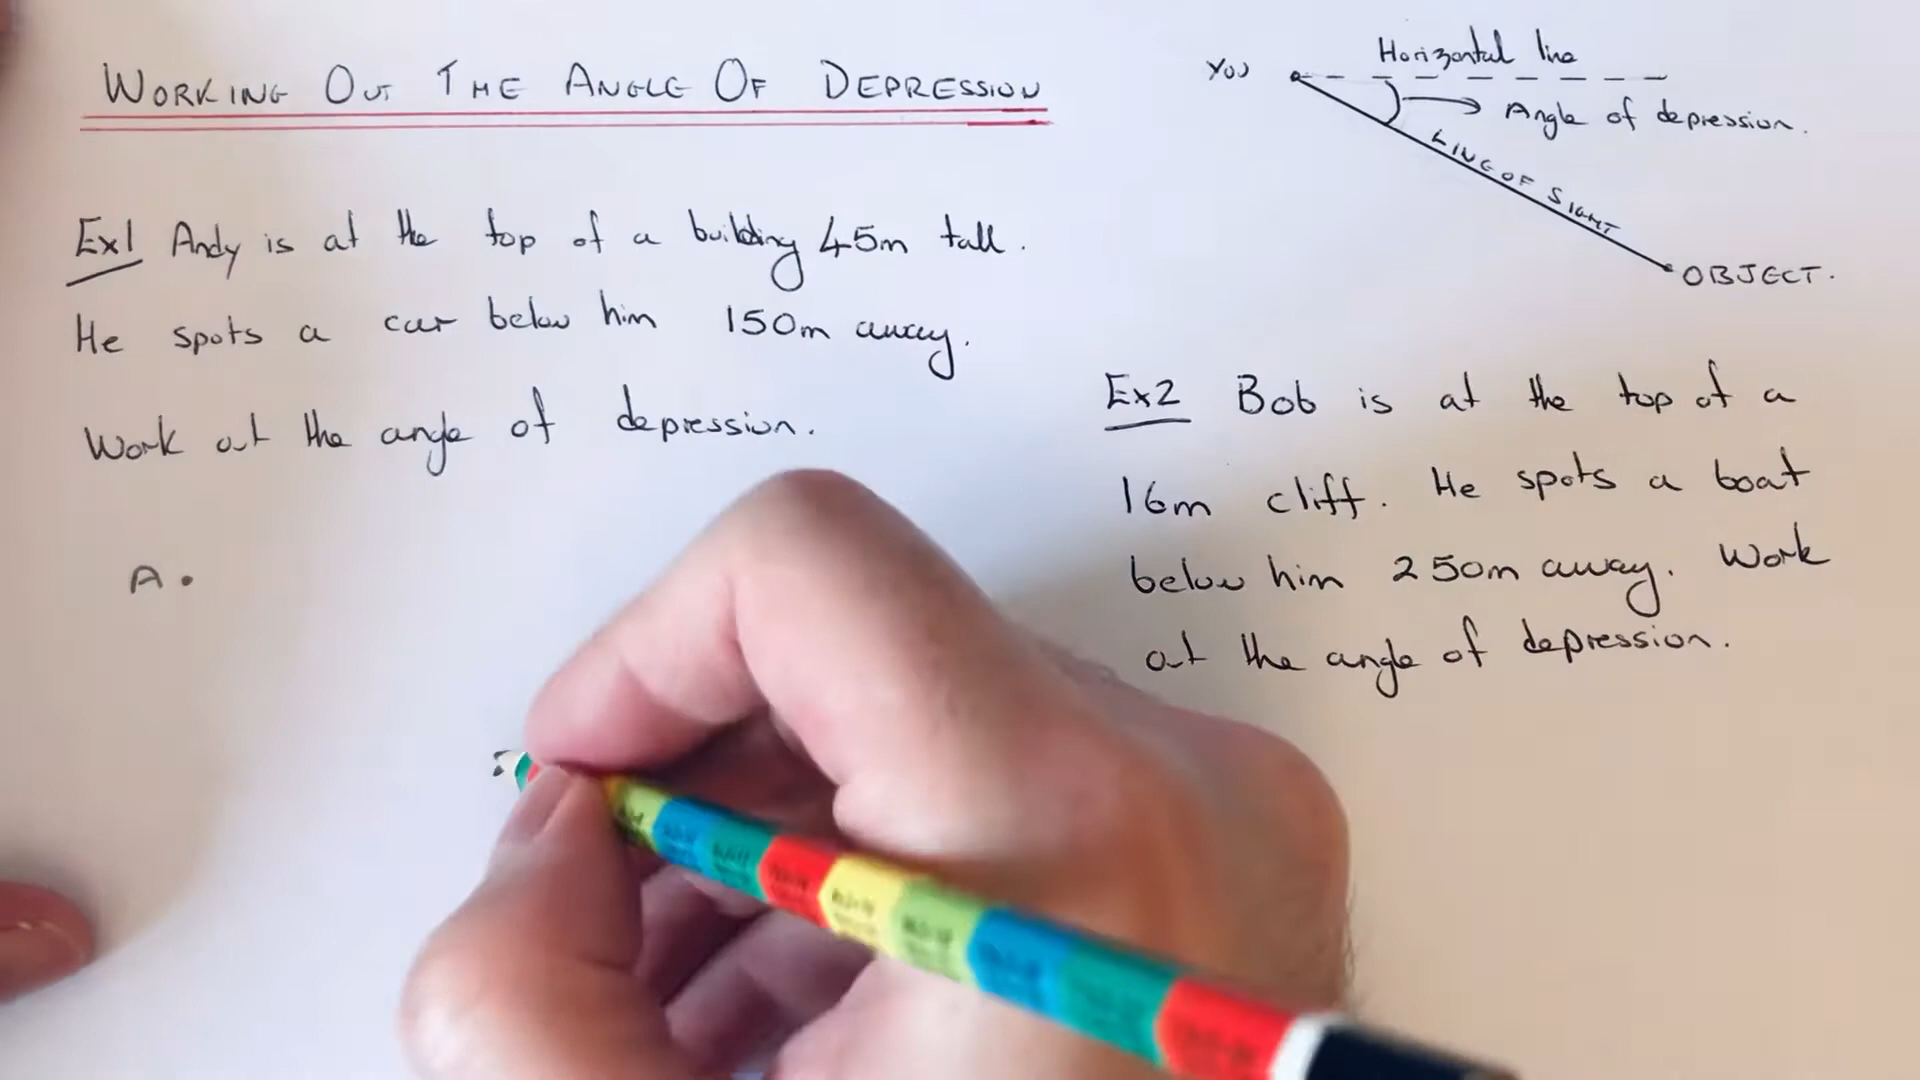 WORKING OUT THE ANGLE OF DEPRESSION
Ex1 Andy is at the top of a building 45m tall.
He spots a car below him 150m away.
Work out the angle of depression.
A.
YOU
Horizontal line
Angle of depression.
LINE OF SIGHT
OBJECT.
Ex2 Bob is at the top of a
16m cliff. He spots a boat
below him 250m away. Work
out the angle of depression.